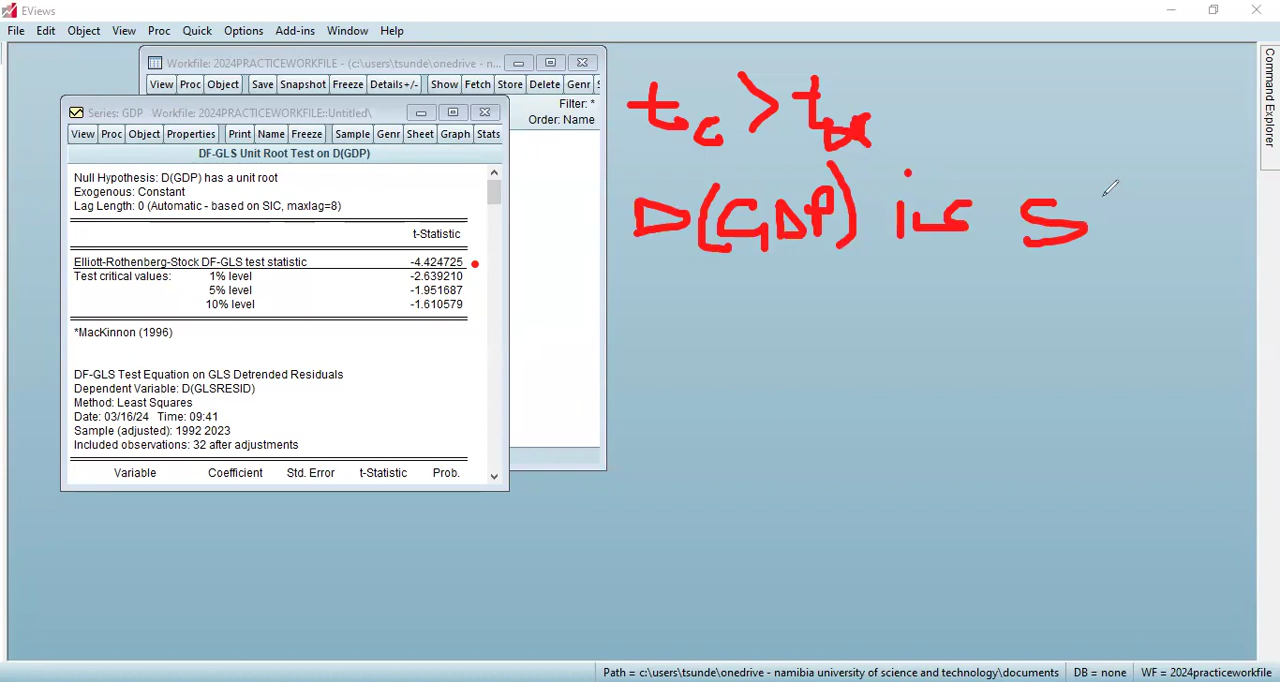 EViews
File Edit Object View Proc Quick Options Add-ins Window Help
Workfile: 2024PRACTICEWORKFILE - (c:\users\tsunde\onedrive - n...
View Proc Object Save Snapshot Freeze Details+/- Show Fetch Store Delete Genr S
Filter: *
Order: Name
Series: GDP Workfile: 2024PRACTICEWORKFILE::Untitled\
View Proc Object Properties Print Name Freeze Sample Genr Sheet Graph Stats
DF-GLS Unit Root Test on D(GDP)
Null Hypothesis: D(GDP) has a unit root
Exogenous: Constant
Lag Length: 0 (Automatic - based on SIC, maxlag=8)
t-Statistic
Elliott-Rothenberg-Stock DF-GLS test statistic -4.424725
Test critical values: 1% level -2.639210
5% level -1.951687
10% level -1.610579
*MacKinnon (1996)
DF-GLS Test Equation on GLS Detrended Residuals
Dependent Variable: D(GLSRESID)
Method: Least Squares
Date: 03/16/24 Time: 09:41
Sample (adjusted): 1992 2023
Included observations: 32 after adjustments
Variable Coefficient Std. Error t-Statistic Prob.
tc >
D(GDP) is S
Command Explorer
Path = c:\users\tsunde\onedrive - namibia university of science and technology\documents DB = none WF = 2024practiceworkfile